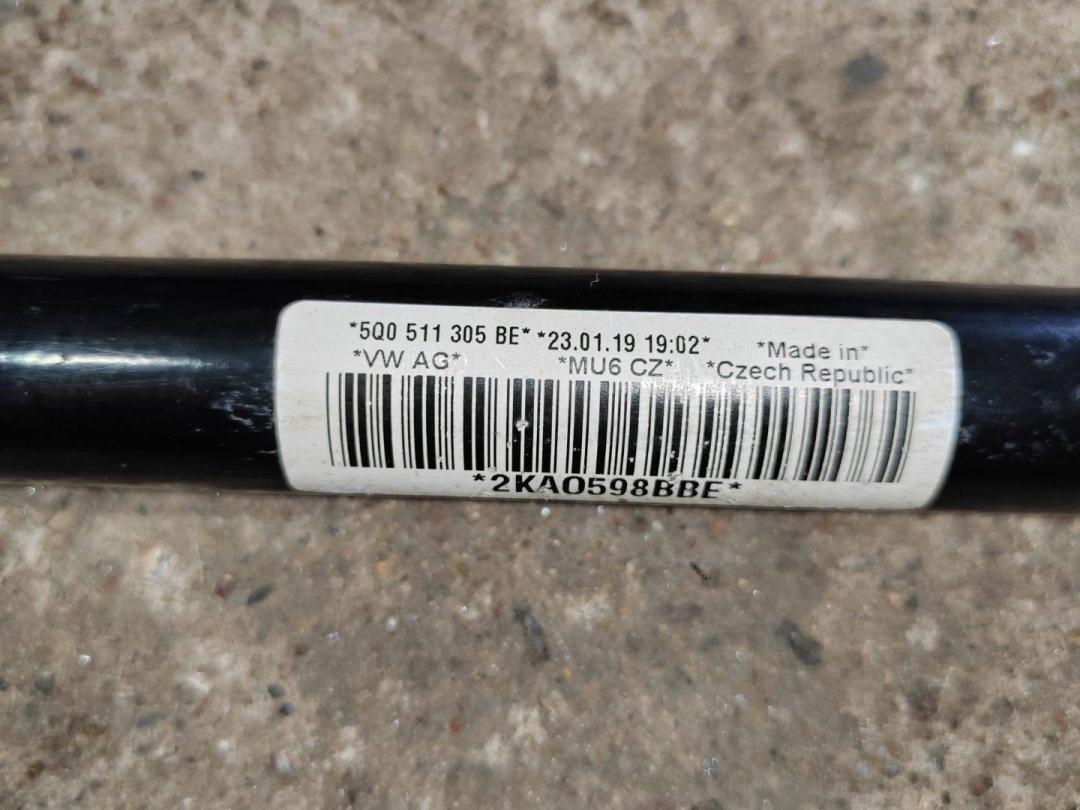 *5Q0 511 305 BE* *23.01.19 19:02* *Made in*
*VW AG* *MU6 CZ* *Czech Republic*
*2KA0598BBE*